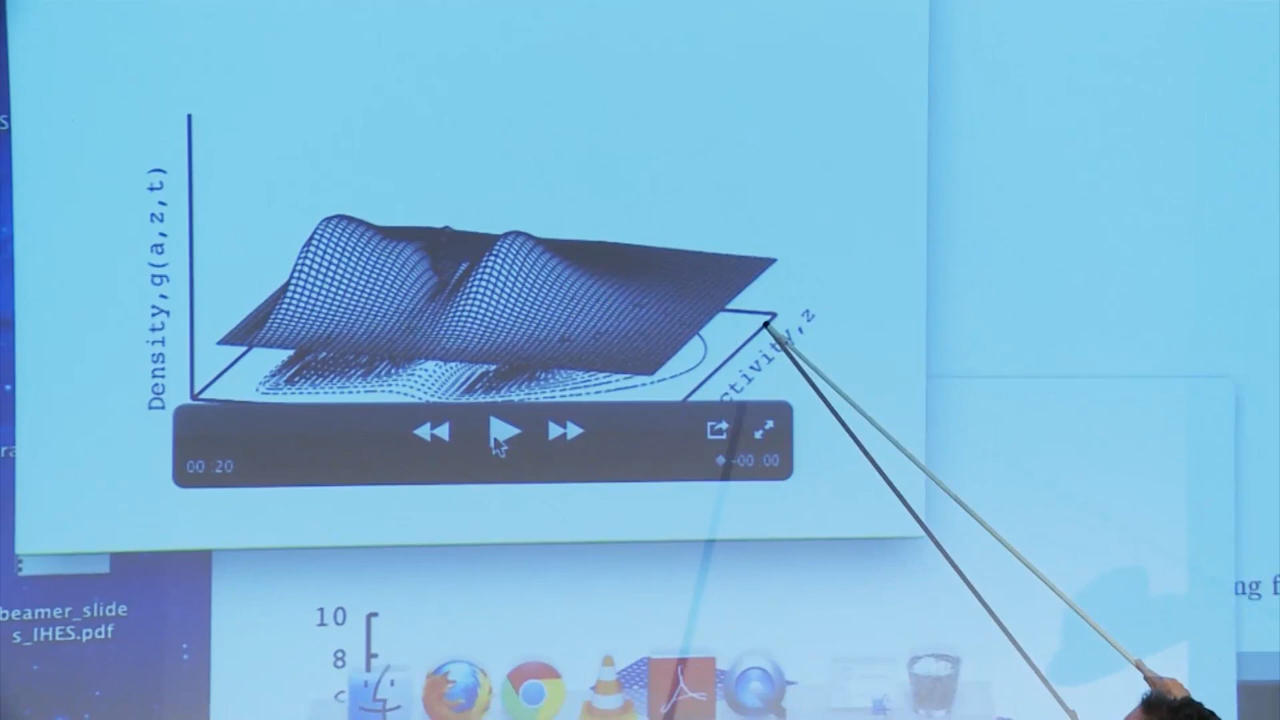 Density,g(a,z,t)
ctivity,z
00:20
-00:00
beamer_slide
s_IHES.pdf
10
8
ng f